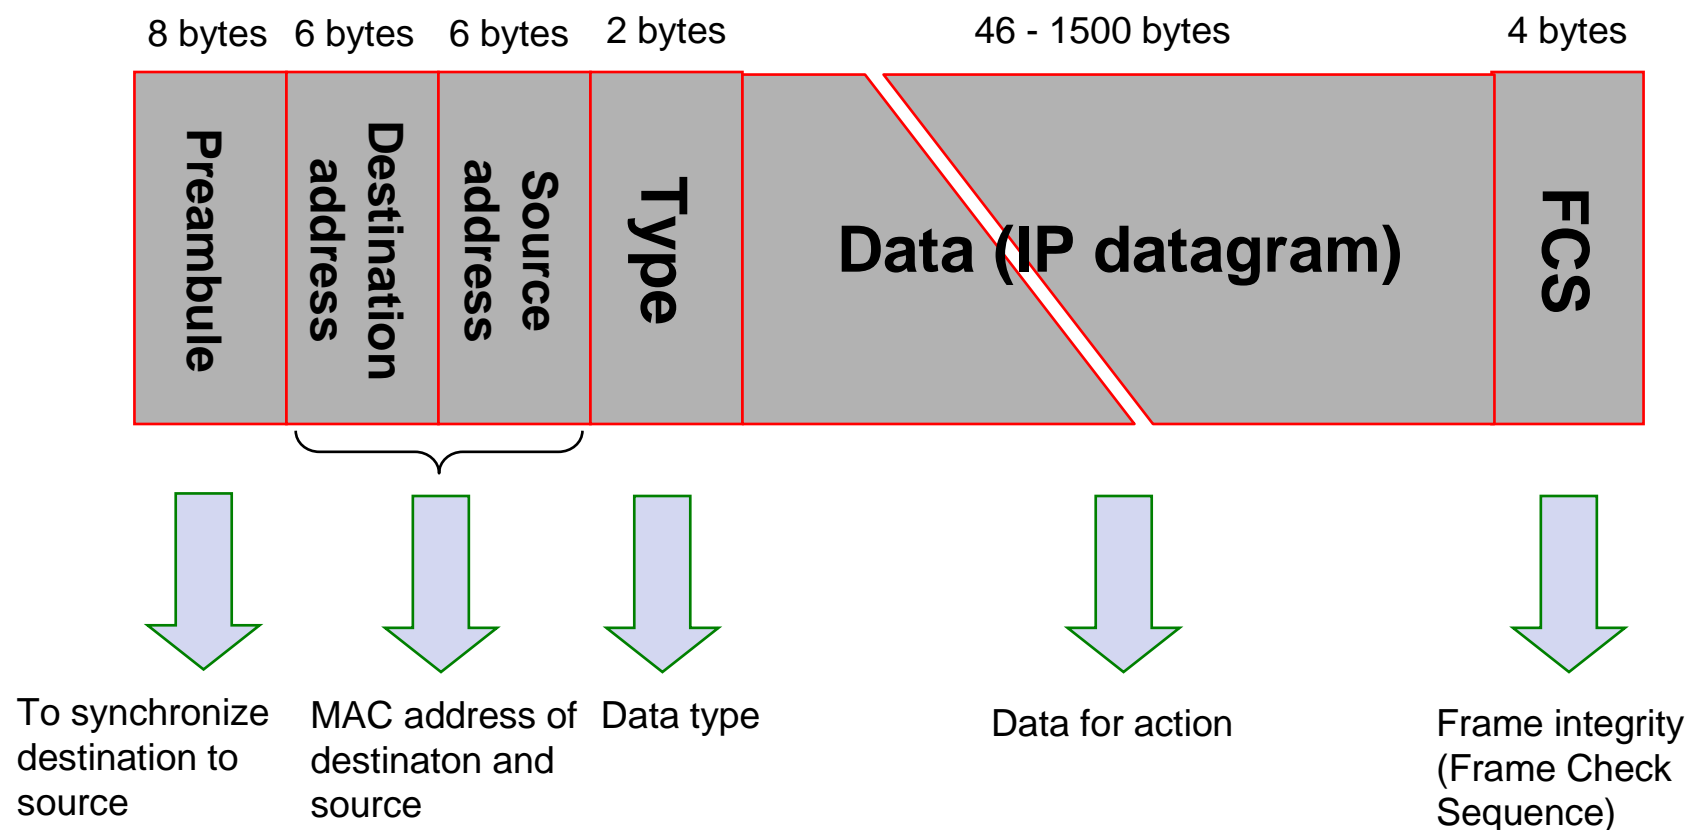 8 bytes
6 bytes
6 bytes
2 bytes
46 - 1500 bytes
4 bytes
Preambule
Destination
address
Source
address
Type
Data (IP datagram)
FCS
To synchronize
destination to
source
MAC address of
destinaton and
source
Data type
Data for action
Frame integrity
(Frame Check
Sequence)